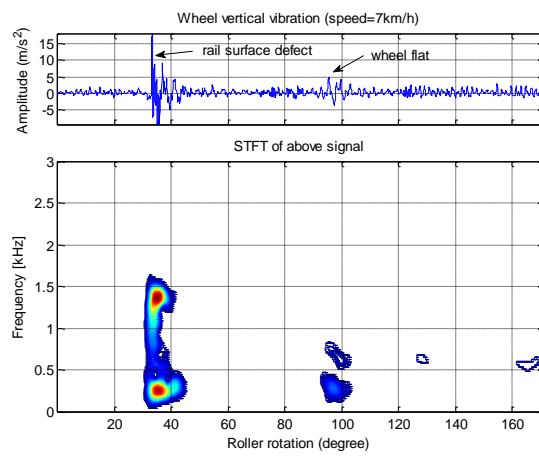 Wheel vertical vibration (speed=7km/h)
Amplitude (m/s²)
15
10
5
0
-5
rail surface defect
wheel flat
STFT of above signal
Frequency [kHz]
3
2.5
2
1.5
1
0.5
0
20 40 60 80 100 120 140 160
Roller rotation (degree)